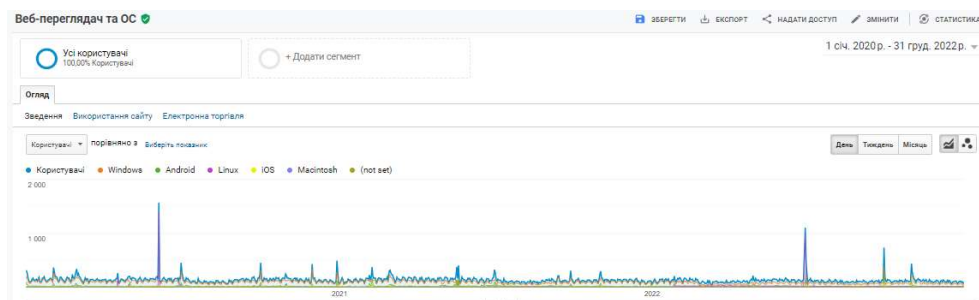 Веб-переглядач та ОС
ЗБЕРЕГТИ ЕКСПОРТ НАДАТИ ДОСТУП ЗМІНИТИ СТАТИСТИКА
Усі користувачі
100,00% Користувачі
+ Додати сегмент
1 січ. 2020 р. - 31 груд. 2022 р.
Огляд
Зведення Використання сайту Електронна торгівля
Користувачі порівняно з Виберіть показник
День Тиждень Місяць
Користувачі Windows Android Linux iOS Macintosh (not set)
2 000
1 000
2021 2022